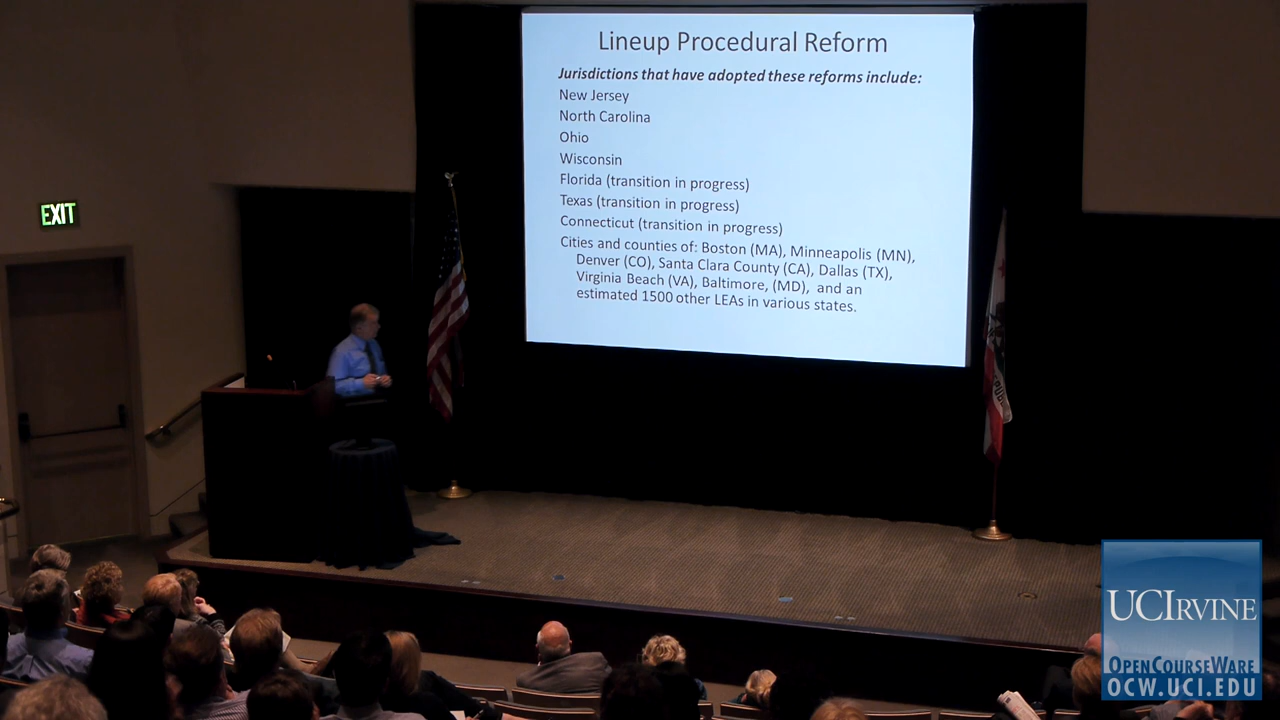 Lineup Procedural Reform
Jurisdictions that have adopted these reforms include:
New Jersey
North Carolina
Ohio
Wisconsin
Florida (transition in progress)
Texas (transition in progress)
Connecticut (transition in progress)
Cities and counties of: Boston (MA), Minneapolis (MN),
Denver (CO), Santa Clara County (CA), Dallas (TX),
Virginia Beach (VA), Baltimore, (MD), and an
estimated 1500 other LEAs in various states.
EXIT
UCIRVINE
OPENCOURSEWARE
OCW.UCI.EDU